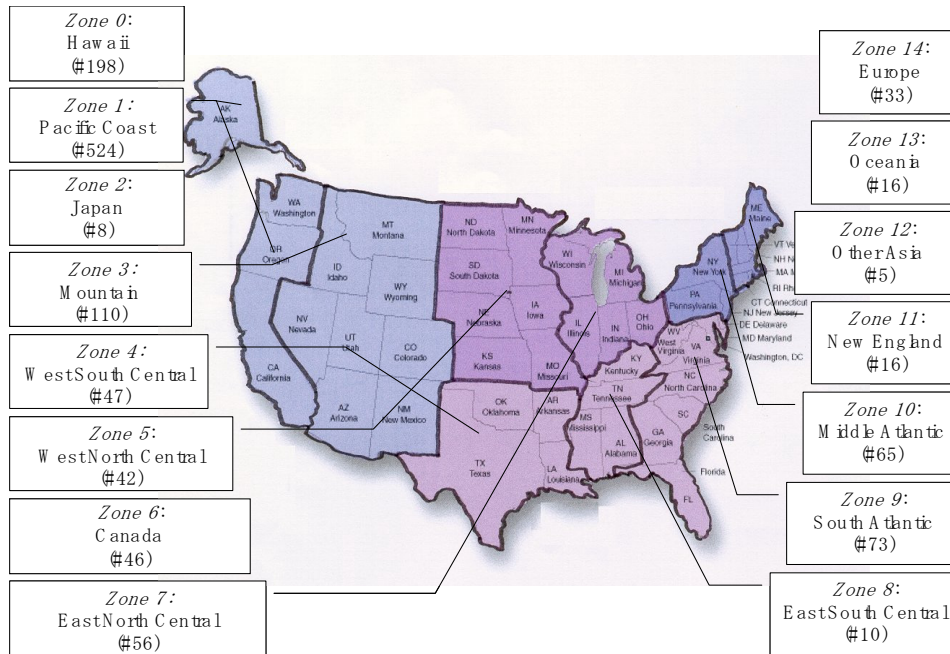 Zone 0:
Hawaii
(#198)
Zone 1:
Pacific Coast
(#524)
Zone 2:
Japan
(#8)
Zone 3:
Mountain
(#110)
Zone 4:
West South Central
(#47)
Zone 5:
West North Central
(#42)
Zone 6:
Canada
(#46)
Zone 7:
East North Central
(#56)
Zone 14:
Europe
(#33)
Zone 13:
Oceania
(#16)
Zone 12:
Other Asia
(#5)
Zone 11:
New England
(#16)
Zone 10:
Middle Atlantic
(#65)
Zone 9:
South Atlantic
(#73)
Zone 8:
East South Central
(#10)
AK
Alaska
WA
Washington
OR
Oregon
CA
California
MT
Montana
ID
Idaho
WY
Wyoming
NV
Nevada
UT
Utah
CO
Colorado
AZ
Arizona
NM
New Mexico
ND
North Dakota
MN
Minnesota
SD
South Dakota
NE
Nebraska
IA
Iowa
KS
Kansas
MO
Missouri
WI
Wisconsin
MI
Michigan
IL
Illinois
IN
Indiana
OH
Ohio
OK
Oklahoma
AR
Arkansas
TX
Texas
LA
Louisiana
KY
Kentucky
TN
Tennessee
MS
Mississippi
AL
Alabama
WV
West
Virginia
VA
Virginia
NC
North Carolina
SC
South
Carolina
GA
Georgia
Florida
FL
ME
Maine
NY
New York
PA
Pennsylvania
VT
NH
MA
RI
CT Connecticut
NJ New Jersey
DE Delaware
MD Maryland
Washington, DC